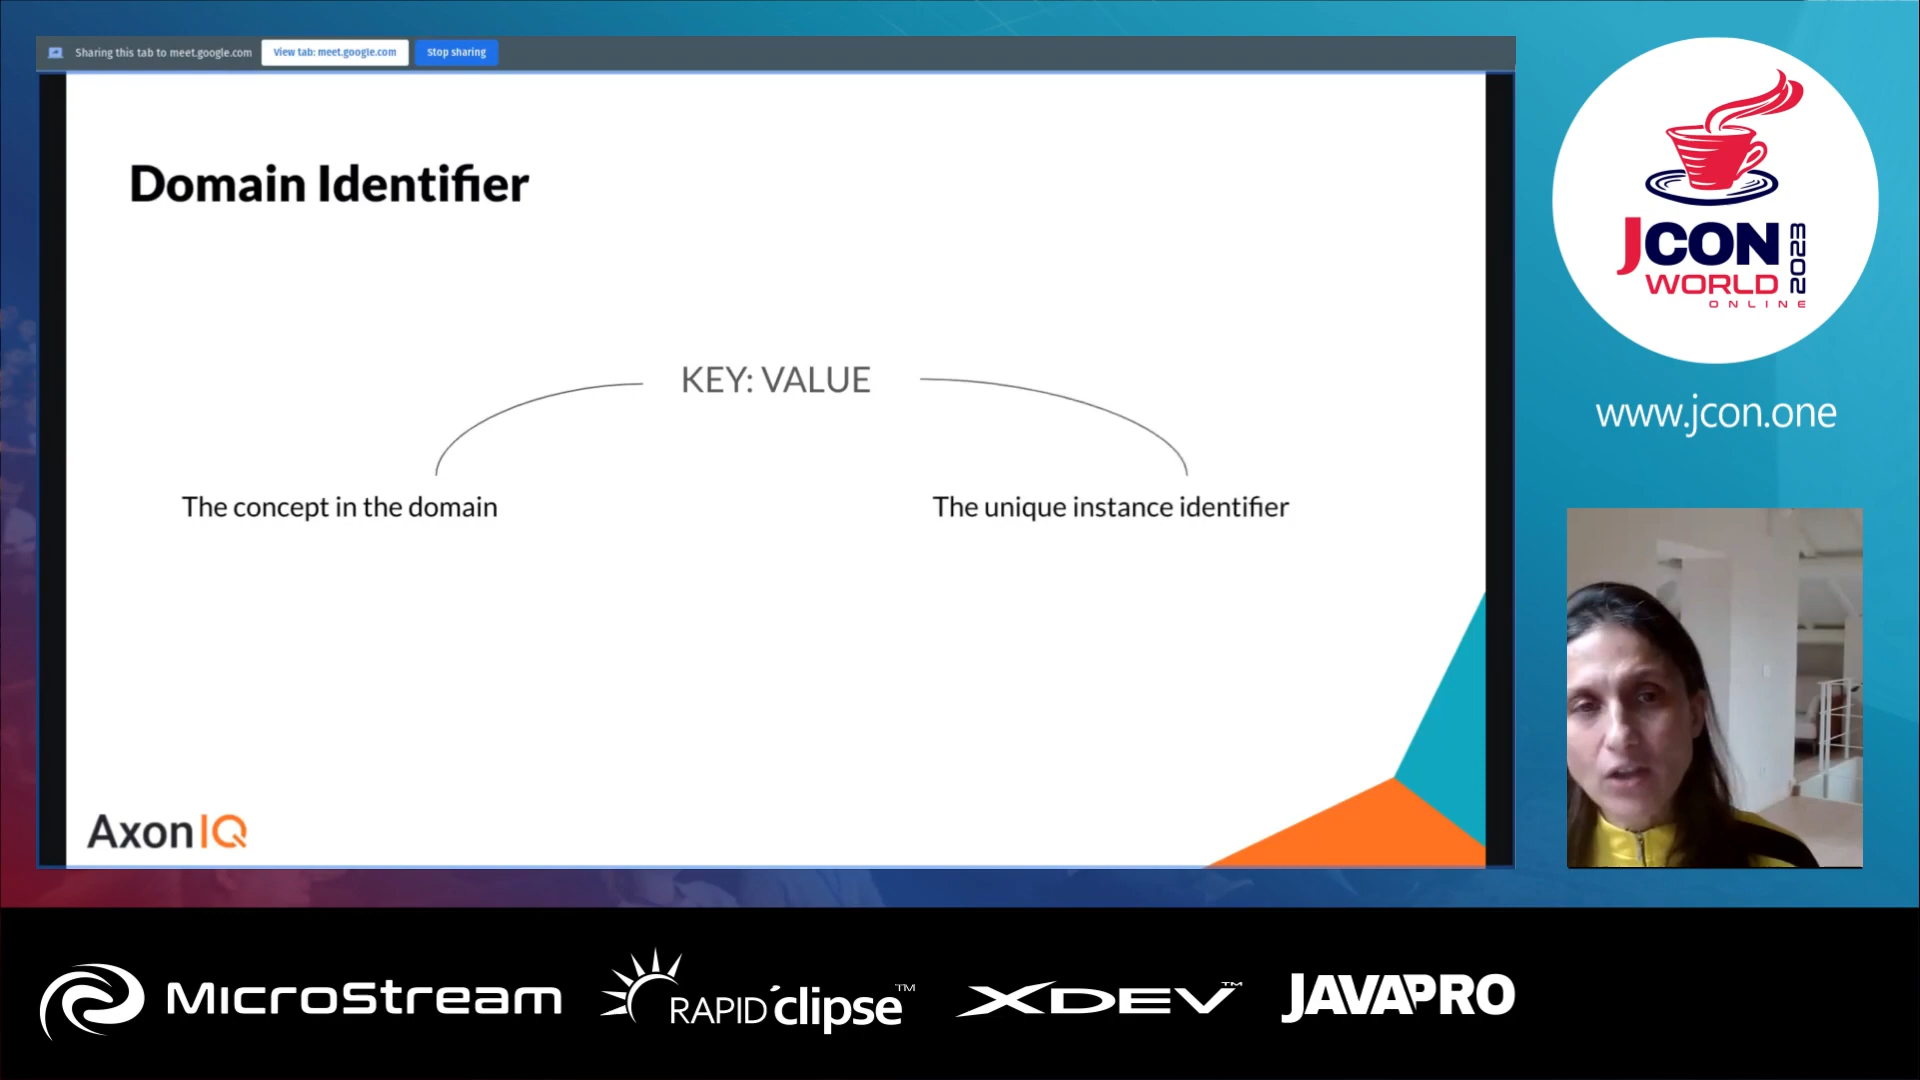 Sharing this tab to meet.google.com
View tab: meet.google.com
Stop sharing
Domain Identifier
KEY: VALUE
The concept in the domain
The unique instance identifier
AxonIQ
JCON
WORLD
ONLINE
2023
www.jcon.one
MICROSTREAM
RAPID'clipse™
XDEV™
JAVAPRO